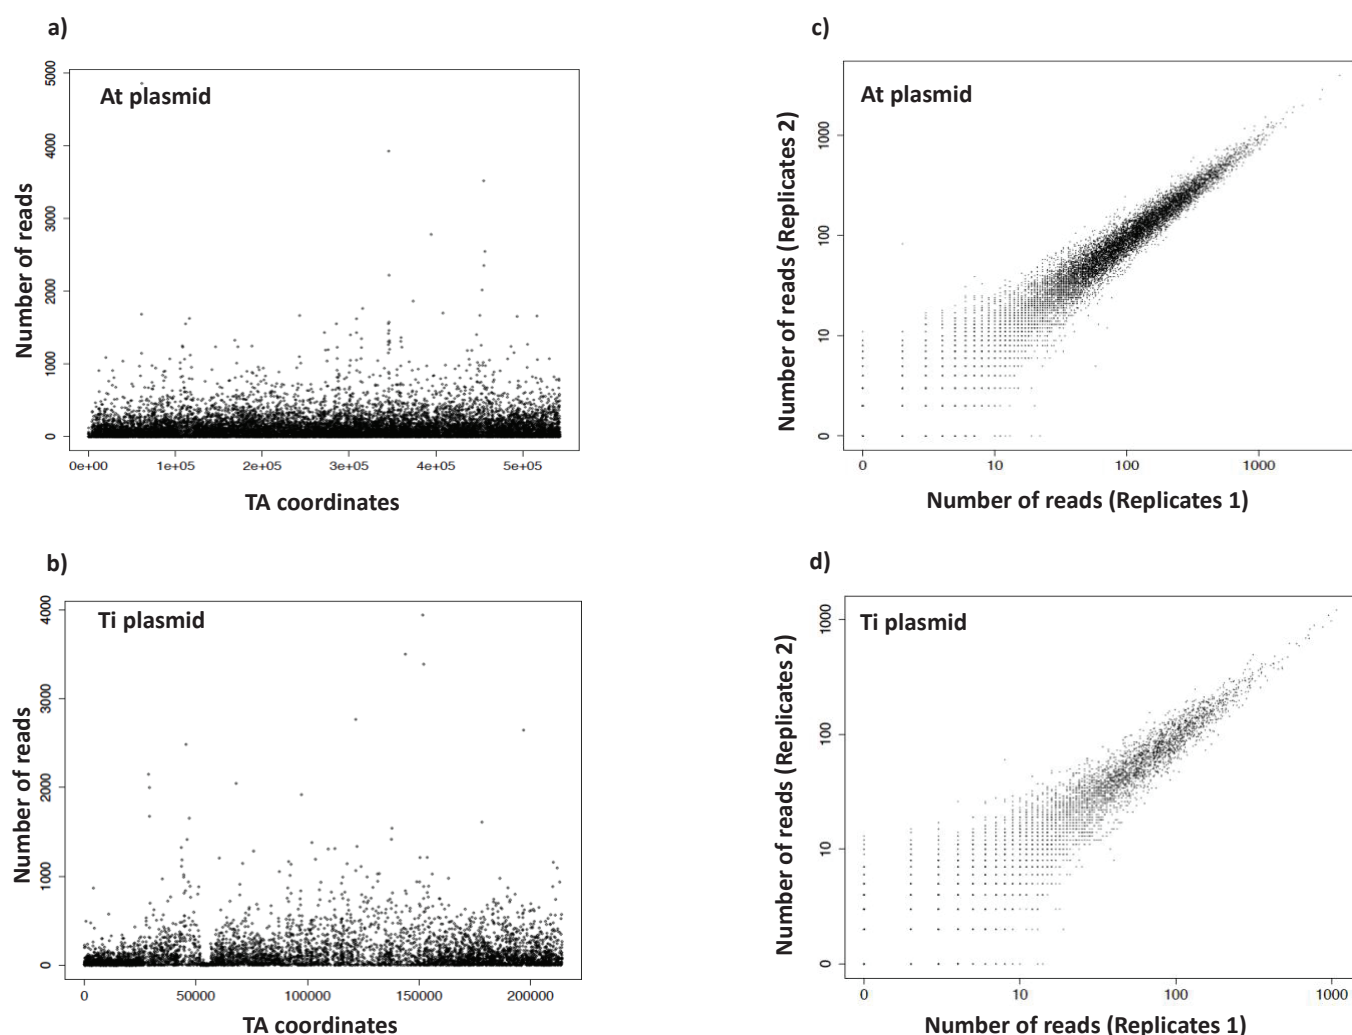 a)
At plasmid
Number of reads
5000
4000
3000
2000
1000
0
0e+00 1e+05 2e+05 3e+05 4e+05 5e+05
TA coordinates
c)
At plasmid
Number of reads (Replicates 2)
1000
100
10
0
0 10 100 1000
Number of reads (Replicates 1)
b)
Ti plasmid
Number of reads
4000
3000
2000
1000
0
0 50000 100000 150000 200000
TA coordinates
d)
Ti plasmid
Number of reads (Replicates 2)
1000
100
10
0
0 10 100 1000
Number of reads (Replicates 1)